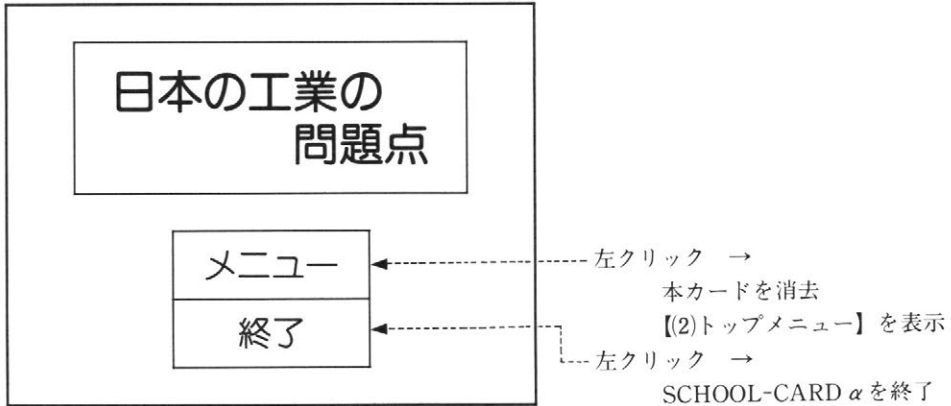 日本の工業の
問題点
メニュー
終了
左クリック →
本カードを消去
【(2)トップメニュー】を表示
左クリック →
SCHOOL-CARD αを終了